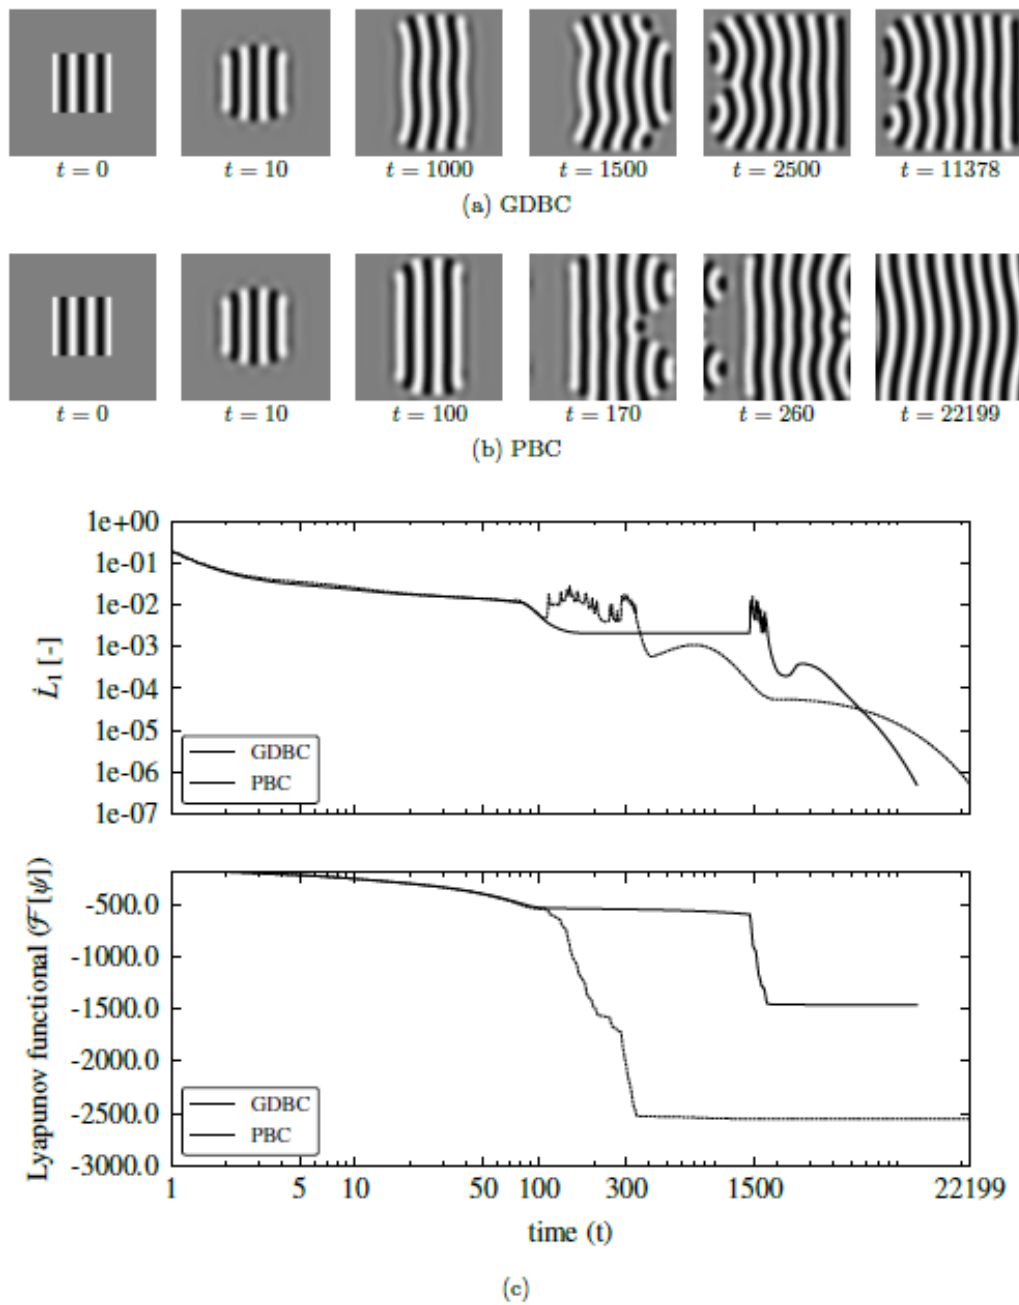 t = 0 t = 10 t = 1000 t = 1500 t = 2500 t = 11378
(a) GDBC
t = 0 t = 10 t = 100 t = 170 t = 260 t = 22199
(b) PBC
1e+00
1e-01
1e-02
1e-03
1e-04
1e-05
1e-06
1e-07
L̇₁ [-]
GDBC
PBC
-500.0
-1000.0
-1500.0
-2000.0
-2500.0
-3000.0
Lyapunov functional (ℱ[ψ])
GDBC
PBC
1 5 10 50 100 300 1500 22199
time (t)
(c)